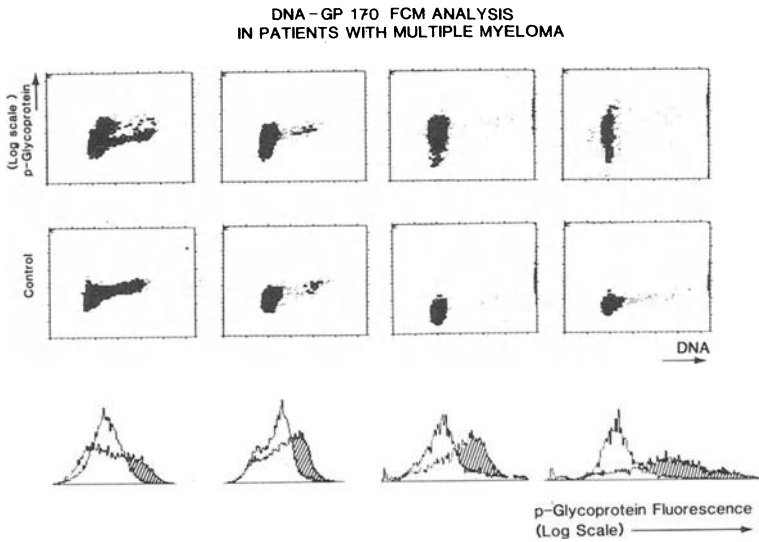 DNA-GP 170 FCM ANALYSIS
IN PATIENTS WITH MULTIPLE MYELOMA
(Log scale)
p-Glycoprotein
Control
DNA
p-Glycoprotein Fluorescence
(Log Scale)